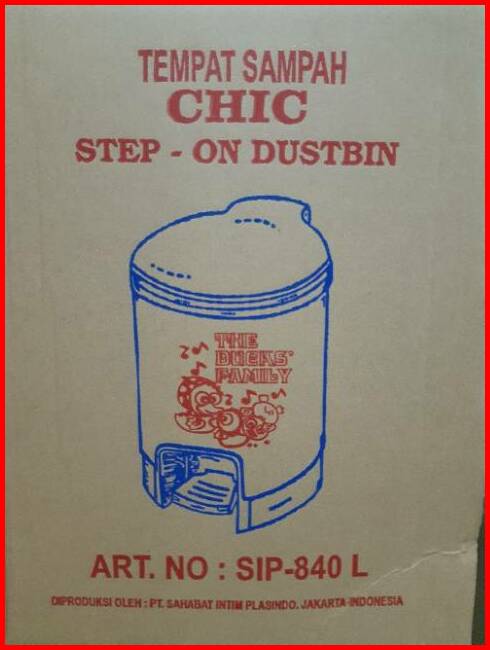 TEMPAT SAMPAH
CHIC
STEP - ON DUSTBIN
THE
DUCKS'
FAMILY
ART. NO : SIP-840 L
DIPRODUKSI OLEH : PT. SAHABAT INTIM PLASINDO. JAKARTA-INDONESIA